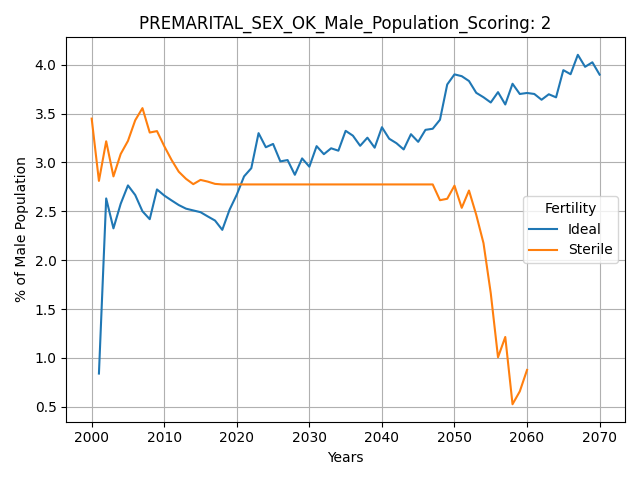 PREMARITAL_SEX_OK_Male_Population_Scoring: 2
% of Male Population
4.0
3.5
3.0
2.5
2.0
1.5
1.0
0.5
Fertility
Ideal
Sterile
2000 2010 2020 2030 2040 2050 2060 2070
Years